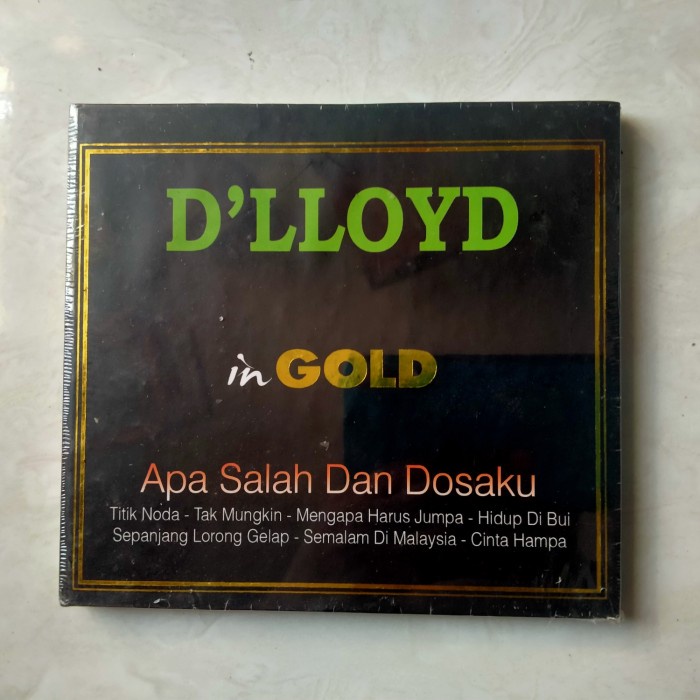 D'LLOYD
in GOLD
Apa Salah Dan Dosaku
Titik Noda - Tak Mungkin - Mengapa Harus Jumpa - Hidup Di Bui
Sepanjang Lorong Gelap - Semalam Di Malaysia - Cinta Hampa